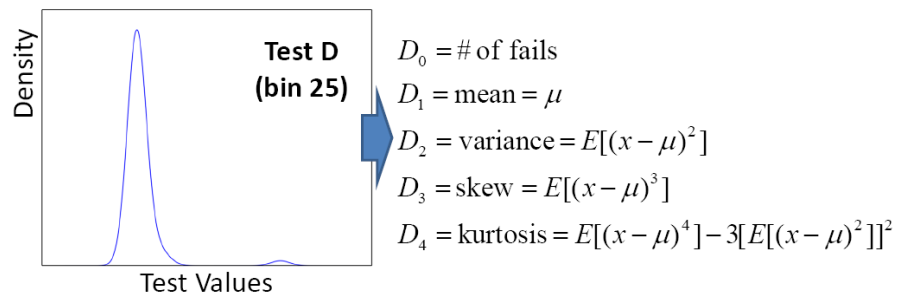 Density
Test D
(bin 25)
Test Values
D₀ = # of fails
D₁ = mean = μ
D₂ = variance = E[(x − μ)²]
D₃ = skew = E[(x − μ)³]
D₄ = kurtosis = E[(x − μ)⁴] − 3[E[(x − μ)²]]²